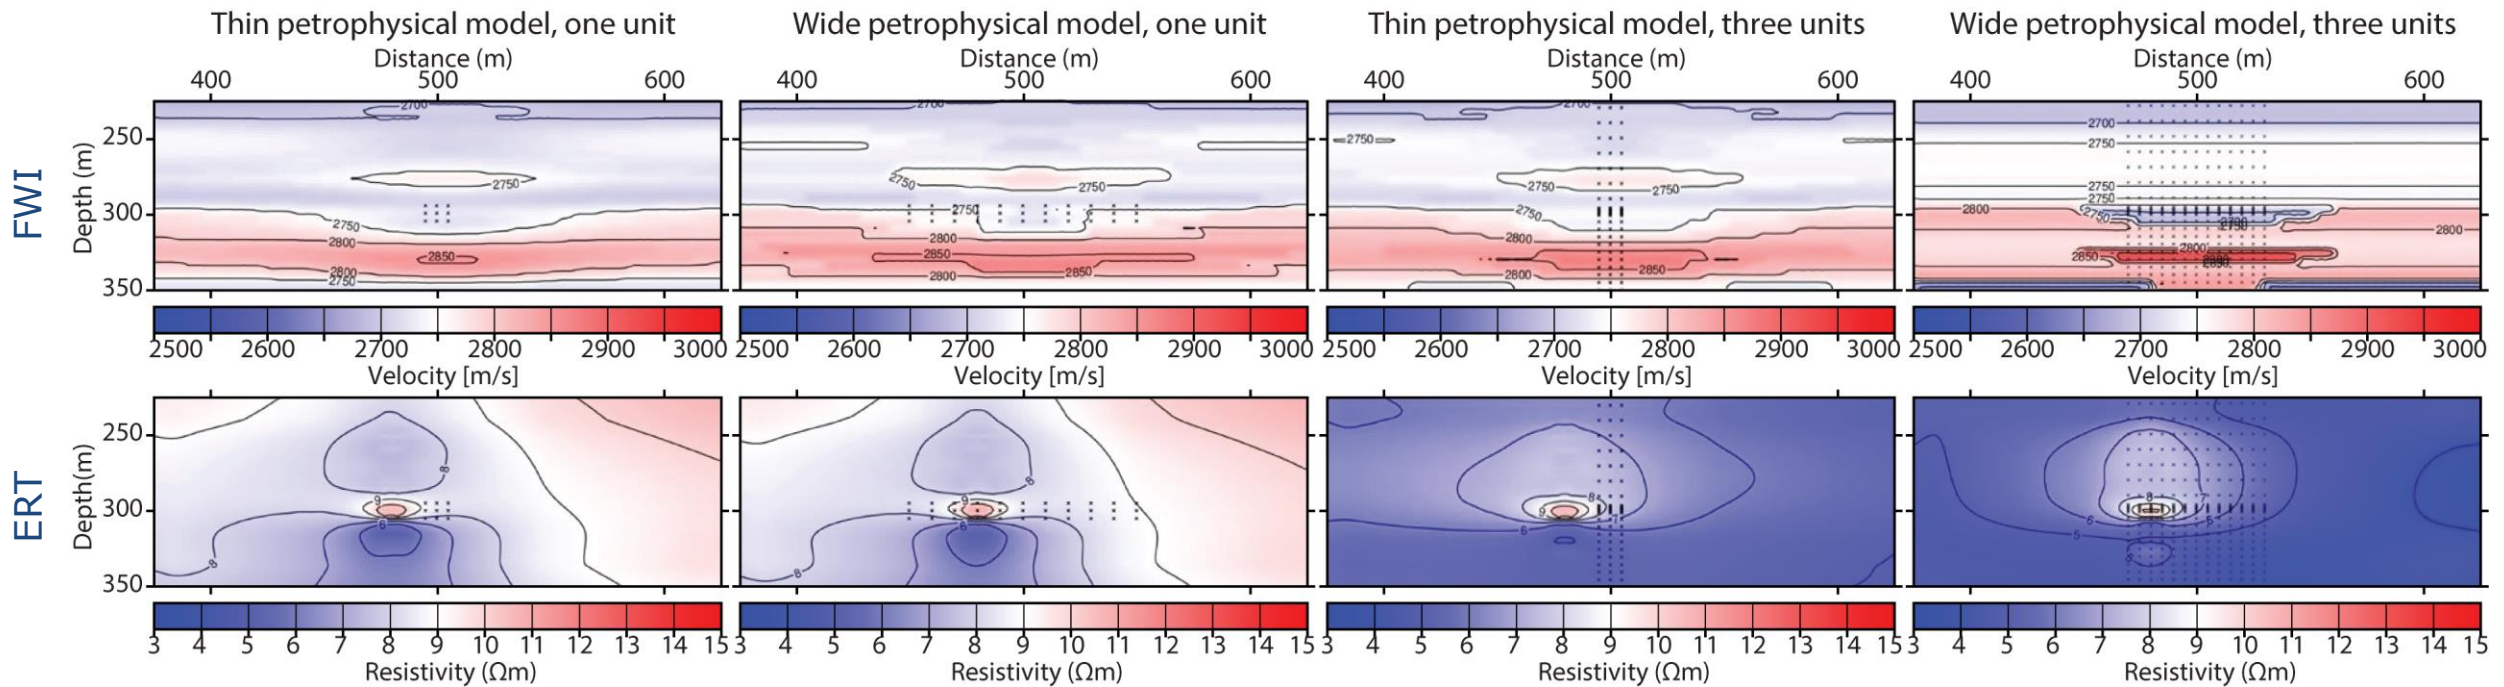 Thin petrophysical model, one unit Wide petrophysical model, one unit Thin petrophysical model, three units Wide petrophysical model, three units
Distance (m) Distance (m) Distance (m) Distance (m)
400 500 600 400 500 600 400 500 600 400 500 600
FWI
Depth (m)
250
300
350
2700 2750 2750 2800 2850 2800 2750
2700 2750 2750 2750 2800 2850 2800 2850
2700 2750 2750 2750 2750 2800 2800 2850
2700 2750 2750 2750 2800 2750 2800 2800 2850
2500 2600 2700 2800 2900 3000 2500 2600 2700 2800 2900 3000 2500 2600 2700 2800 2900 3000 2500 2600 2700 2800 2900 3000
Velocity [m/s] Velocity [m/s] Velocity [m/s] Velocity [m/s]
ERT
Depth(m)
250
300
350
8 9 6 8
8 9 6 8
8 9 7 6
8 7 6 5 5
3 4 5 6 7 8 9 10 11 12 13 14 15 3 4 5 6 7 8 9 10 11 12 13 14 15 3 4 5 6 7 8 9 10 11 12 13 14 15 3 4 5 6 7 8 9 10 11 12 13 14 15
Resistivity (Ωm) Resistivity (Ωm) Resistivity (Ωm) Resistivity (Ωm)